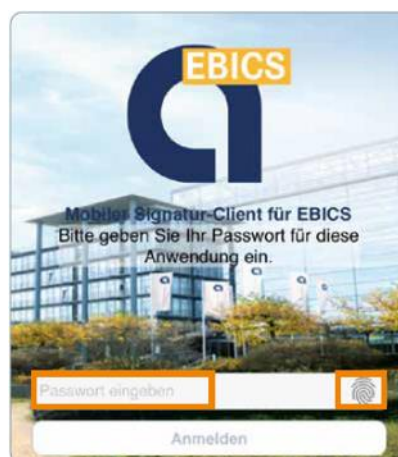 EBICS
Mobiler Signatur-Client für EBICS
Bitte geben Sie Ihr Passwort für diese
Anwendung ein.
Passwort eingeben
Anmelden